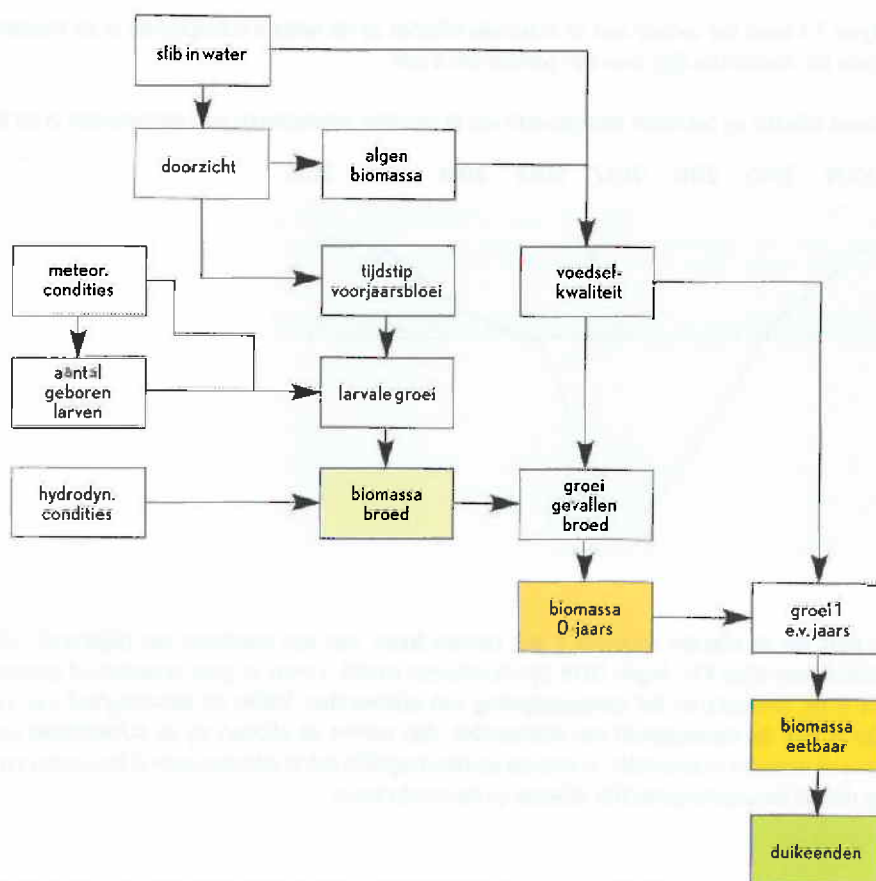 slib in water
doorzicht
algen
biomassa
meteor.
condities
tijdstip
voorjaarsbloei
voedsel-
kwaliteit
aantal
geboren
larven
larvale groei
hydrodyn.
condities
biomassa
broed
groei
gevallen
broed
biomassa
0 jaars
groei 1
e.v. jaars
biomassa
eetbaar
duikeenden